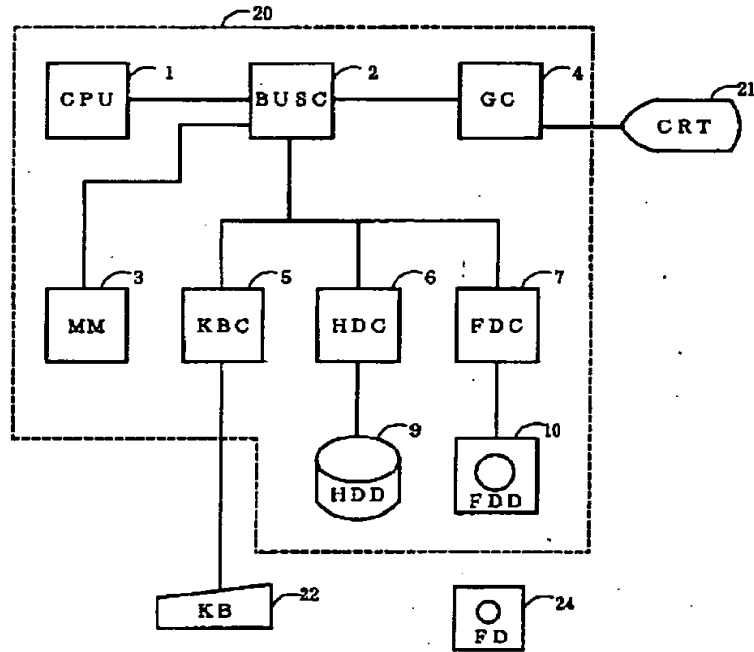 20
CPU 1
BUSC 2
GC 4
CRT 21
MM 3
KBC 5
HDC 6
FDC 7
HDD 9
FDD 10
KB 22
FD 24